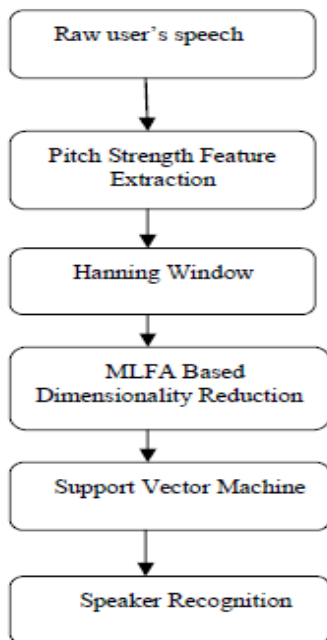 Raw user’s speech
Pitch Strength Feature
Extraction
Hanning Window
MLFA Based
Dimensionality Reduction
Support Vector Machine
Speaker Recognition